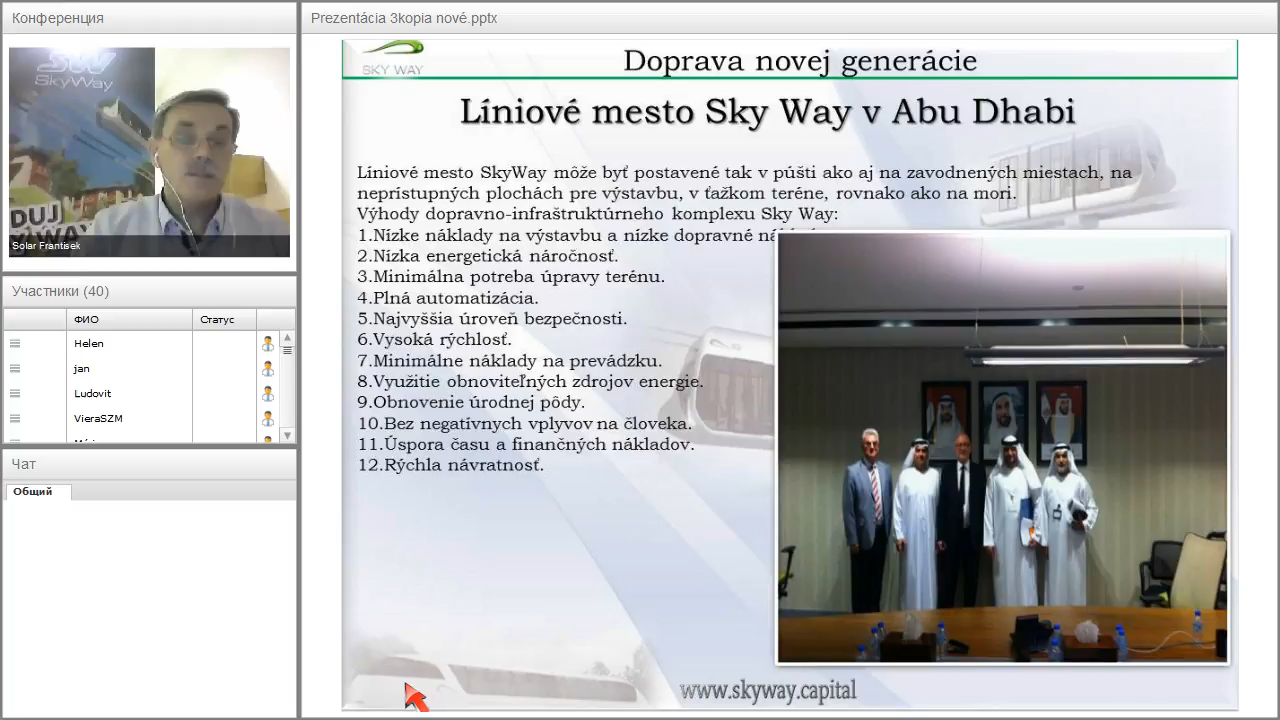 Конференция
SkyWay
DUJ
Solar Frantisek
Участники (40)
ФИО
Статус
Helen
jan
Ludovit
VieraSZM
Чат
Общий
Prezentácia 3kopia nové.pptx
SKY WAY
Doprava novej generácie
Líniové mesto Sky Way v Abu Dhabi
Líniové mesto SkyWay môže byť postavené tak v púšti ako aj na zavodnených miestach, na
neprístupných plochách pre výstavbu, v ťažkom teréne, rovnako ako na mori.
Výhody dopravno-infraštruktúrneho komplexu Sky Way:
1.Nízke náklady na výstavbu a nízke dopravné
2.Nízka energetická náročnosť.
3.Minimálna potreba úpravy terénu.
4.Plná automatizácia.
5.Najvyššia úroveň bezpečnosti.
6.Vysoká rýchlosť.
7.Minimálne náklady na prevádzku.
8.Využitie obnoviteľných zdrojov energie.
9.Obnovenie úrodnej pôdy.
10.Bez negatívnych vplyvov na človeka.
11.Úspora času a finančných nákladov.
12.Rýchla návratnosť.
www.skyway.capital